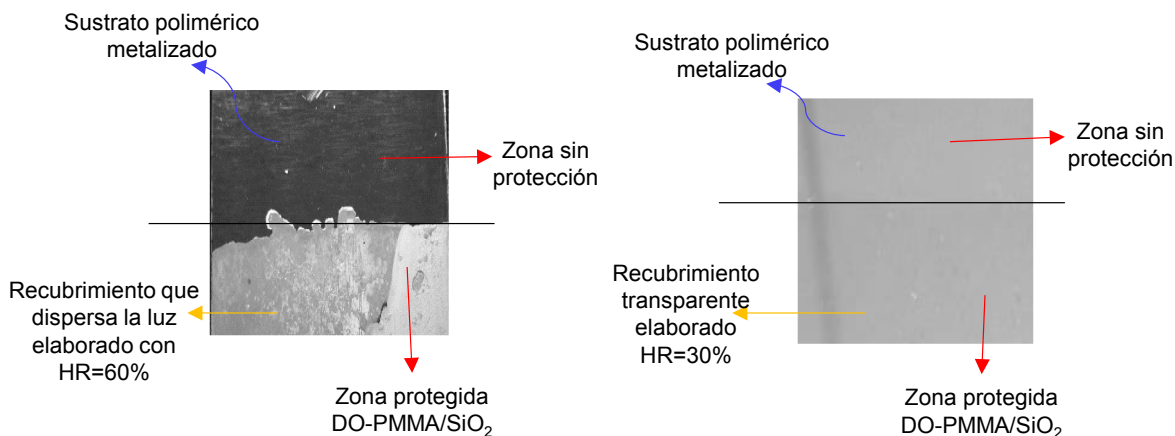 Sustrato polimérico
metalizado
Zona sin
protección
Recubrimiento que
dispersa la luz
elaborado con
HR=60%
Zona protegida
DO-PMMA/SiO₂
Sustrato polimérico
metalizado
Zona sin
protección
Recubrimiento
transparente
elaborado
HR=30%
Zona protegida
DO-PMMA/SiO₂